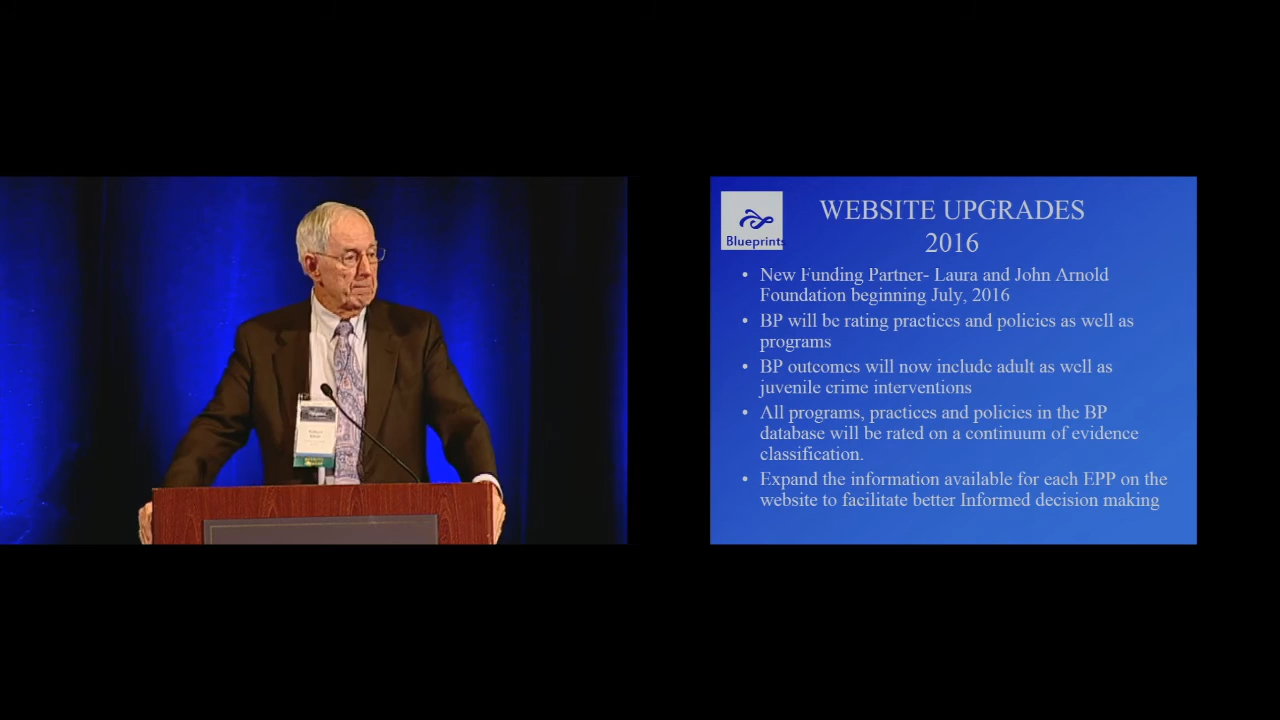 Blueprints
WEBSITE UPGRADES
2016
• New Funding Partner- Laura and John Arnold
Foundation beginning July, 2016
• BP will be rating practices and policies as well as
programs
• BP outcomes will now include adult as well as
juvenile crime interventions
• All programs, practices and policies in the BP
database will be rated on a continuum of evidence
classification.
• Expand the information available for each EPP on the
website to facilitate better Informed decision making